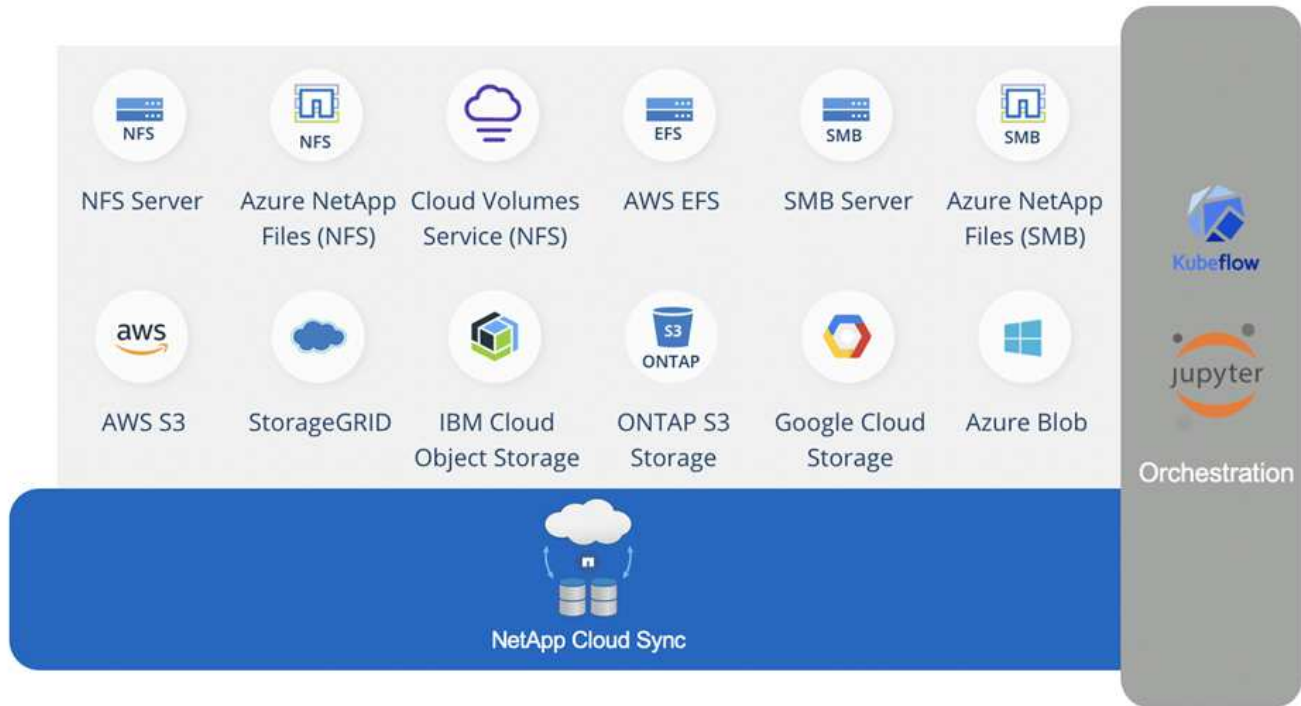 NFS
NFS
EFS
SMB
SMB
NFS Server
Azure NetApp
Files (NFS)
Cloud Volumes
Service (NFS)
AWS EFS
SMB Server
Azure NetApp
Files (SMB)
aws
S3
ONTAP
AWS S3
StorageGRID
IBM Cloud
Object Storage
ONTAP S3
Storage
Google Cloud
Storage
Azure Blob
NetApp Cloud Sync
Kubeflow
jupyter
Orchestration